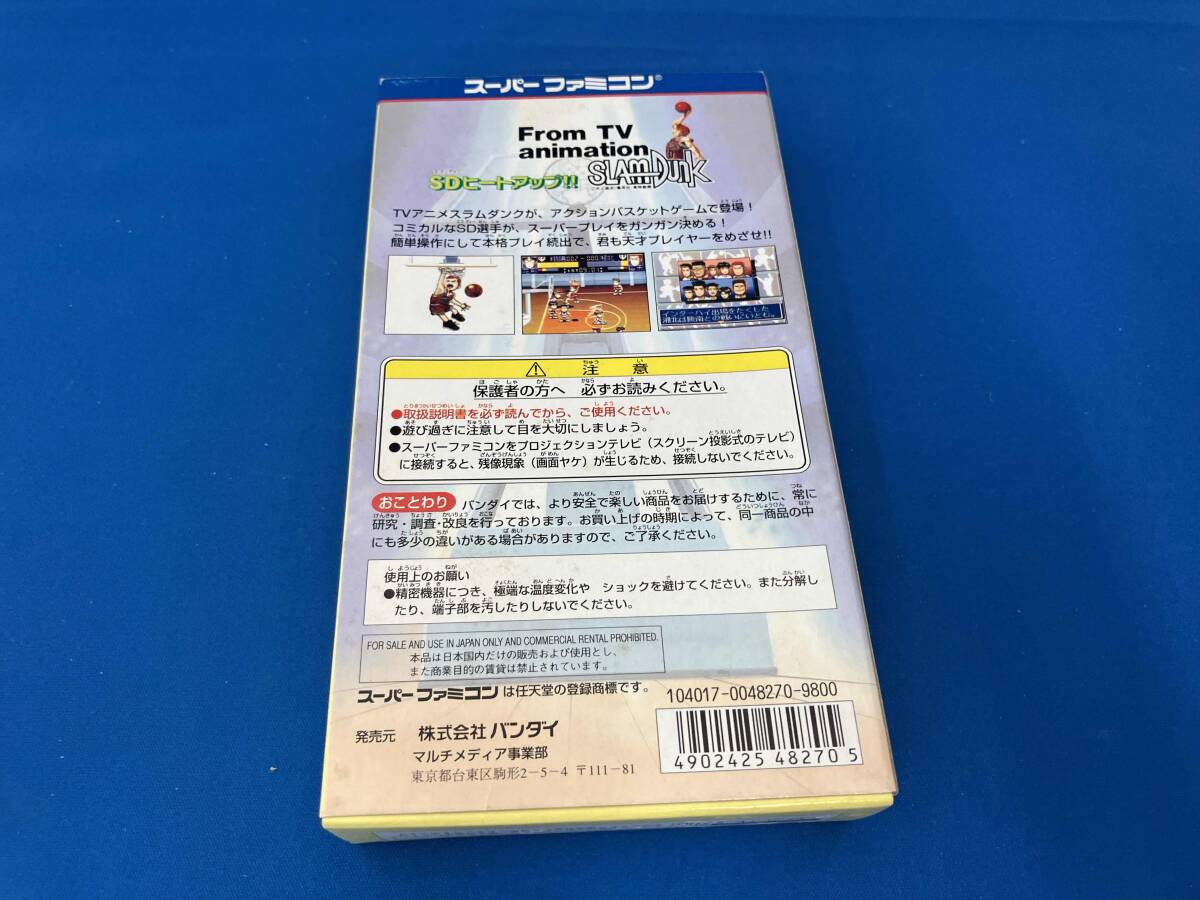 スーパーファミコン®
From TV
animation
SLAM DUNK
SDヒートアップ!!
TVアニメスラムダンクが、アクションバスケットゲームで登場！
コミカルなSD選手が、スーパープレイをガンガン決める！
簡単操作にして本格プレイ続出で、君も天才プレイヤーをめざせ!!
インターハイ出場をたくした
注意
保護者の方へ 必ずお読みください。
●取扱説明書を必ず読んでから、ご使用ください。
●遊び過ぎに注意して目を大切にしましょう。
●スーパーファミコンをプロジェクションテレビ（スクリーン投影式のテレビ）
に接続すると、残像現象（画面ヤケ）が生じるため、接続しないでください。
おことわり バンダイでは、より安全で楽しい商品をお届けするために、常に
研究・調査・改良を行っております。お買い上げの時期によって、同一商品の中
にも多少の違いがある場合がありますので、ご了承ください。
使用上のお願い
●精密機器につき、極端な温度変化や ショックを避けてください。また分解し
たり、端子部を汚したりしないでください。
FOR SALE AND USE IN JAPAN ONLY AND COMMERCIAL RENTAL PROHIBITED.
本品は日本国内だけの販売および使用とし、
また商業目的の賃貸は禁止されています。
スーパーファミコンは任天堂の登録商標です。
104017-0048270-9800
発売元 株式会社バンダイ
マルチメディア事業部
東京都台東区駒形2-5-4 〒111-81
4902425 482705